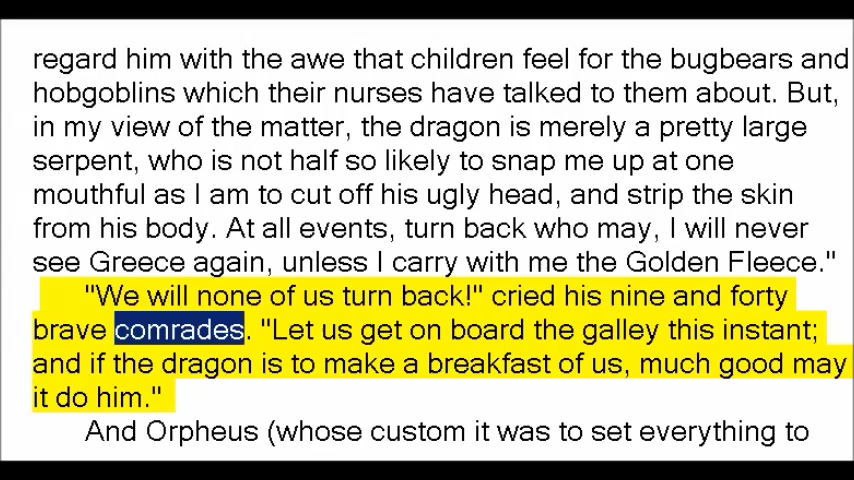 regard him with the awe that children feel for the bugbears and
hobgoblins which their nurses have talked to them about. But,
in my view of the matter, the dragon is merely a pretty large
serpent, who is not half so likely to snap me up at one
mouthful as I am to cut off his ugly head, and strip the skin
from his body. At all events, turn back who may, I will never
see Greece again, unless I carry with me the Golden Fleece."
"We will none of us turn back!" cried his nine and forty
brave comrades. "Let us get on board the galley this instant;
and if the dragon is to make a breakfast of us, much good may
it do him."
And Orpheus (whose custom it was to set everything to